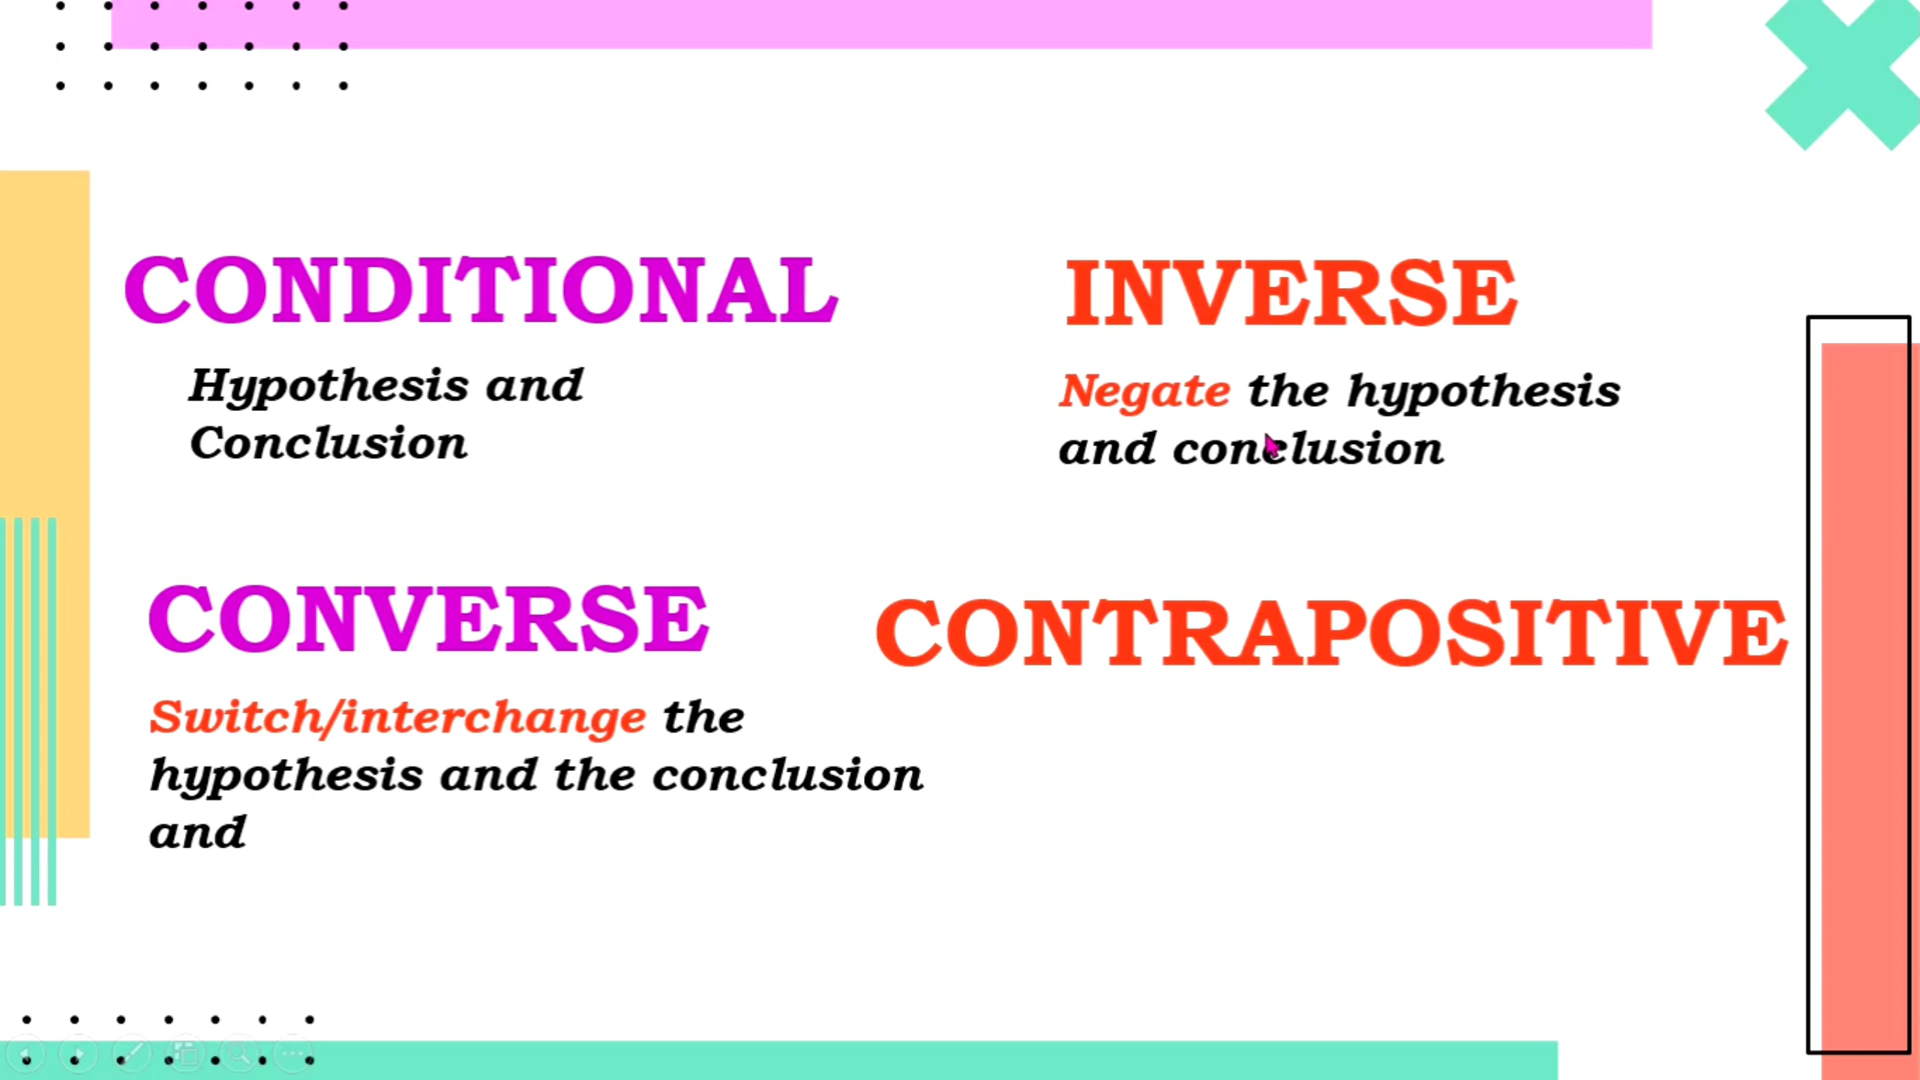 CONDITIONAL
Hypothesis and
Conclusion
INVERSE
Negate the hypothesis
and conclusion
CONVERSE
Switch/interchange the
hypothesis and the conclusion
and
CONTRAPOSITIVE